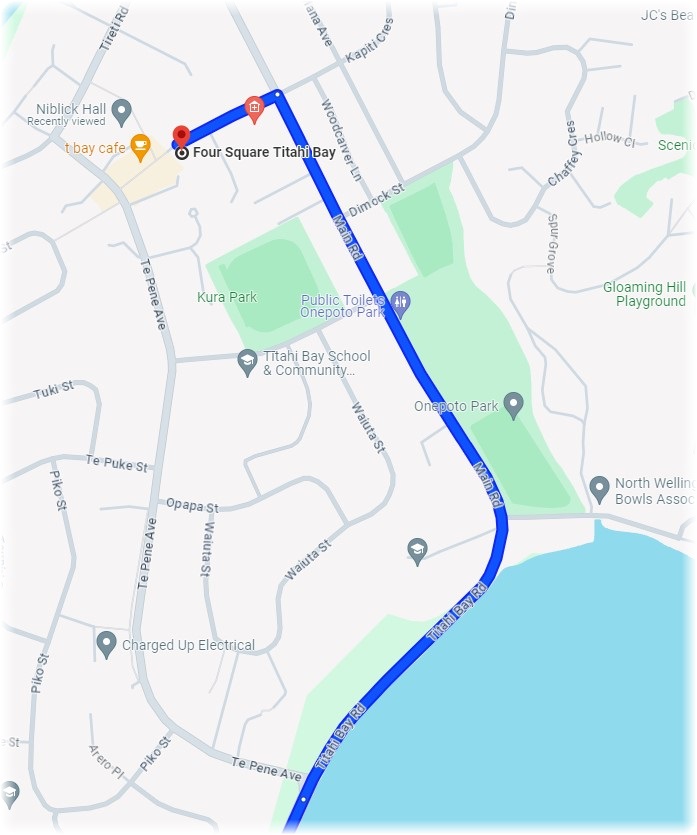 Tireti Rd
JC's Bea
Kapiti Cres
Niblick Hall
Recently viewed
t bay cafe
Four Square Titahi Bay
Woodcarver Ln
Hollow Cl
Chaffey Cres
Sceni
Dimock St
Main Rd
Spur Grove
Te Pene Ave
Kura Park
Public Toilets
Onepoto Park
Gloaming Hill
Playground
Titahi Bay School
& Community...
Tuki St
Waiuta St
Onepoto Park
Te Puke St
Piko St
Main Rd
North Welling
Bowls Assoc
Opapa St
Te Pene Ave
Waiuta St
Waiuta St
Titahi Bay Rd
Charged Up Electrical
Piko St
Titahi Bay Rd
Arero Pl
Piko St
Te Pene Ave